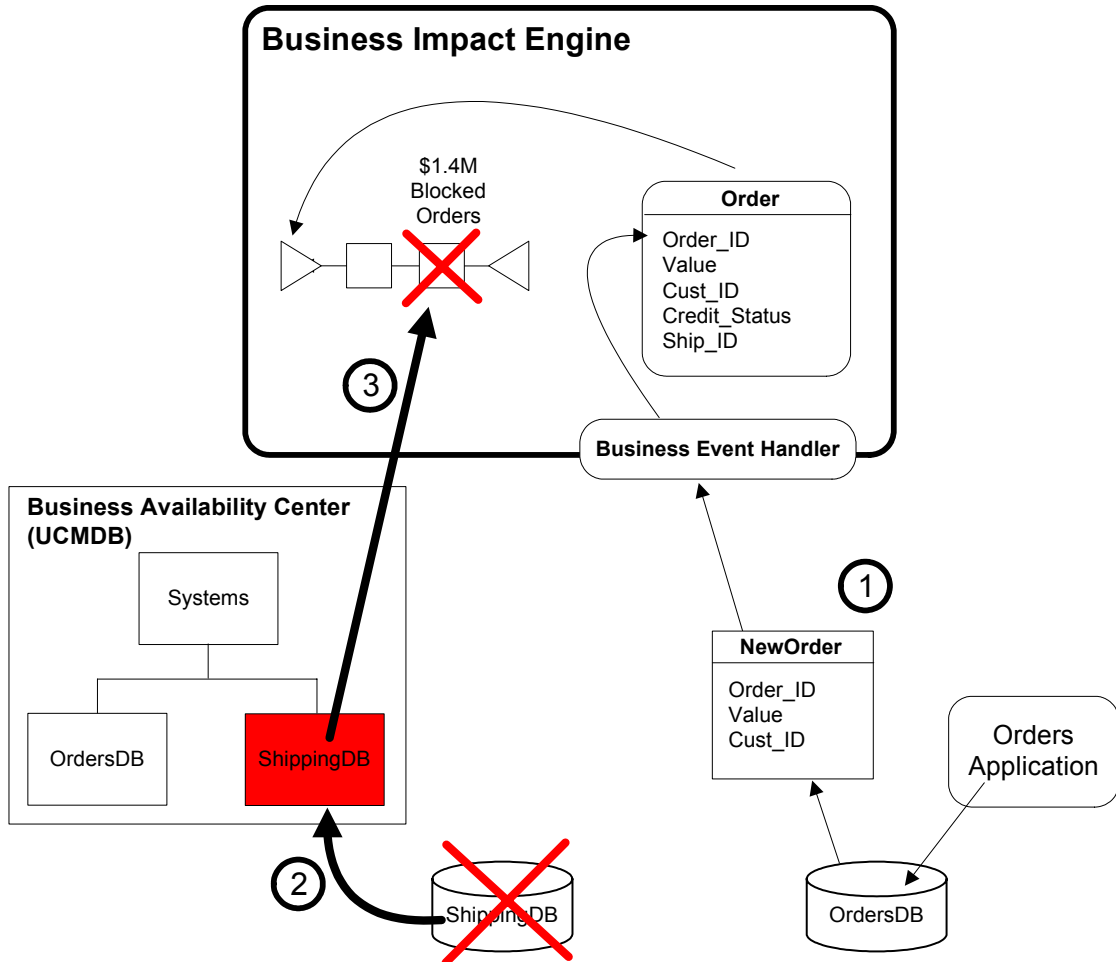 Business Impact Engine
$1.4M
Blocked
Orders
Order
Order_ID
Value
Cust_ID
Credit_Status
Ship_ID
3
Business Event Handler
Business Availability Center
(UCMDB)
Systems
OrdersDB
ShippingDB
1
NewOrder
Order_ID
Value
Cust_ID
Orders
Application
2
ShippingDB
OrdersDB